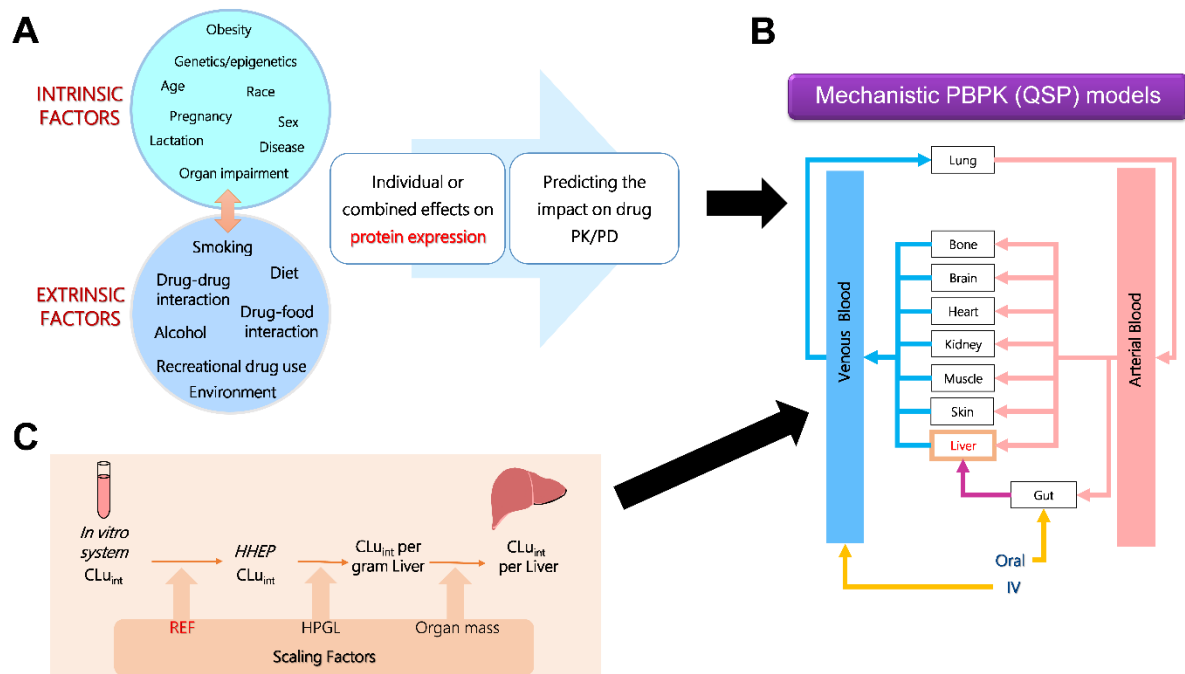 A
Obesity
Genetics/epigenetics
Age
Race
Pregnancy
Sex
Lactation
Disease
Organ impairment
INTRINSIC
FACTORS
Smoking
Drug-drug
interaction
Diet
Drug-food
interaction
Alcohol
Recreational drug use
Environment
EXTRINSIC
FACTORS
Individual or
combined effects on
protein expression
Predicting the
impact on drug
PK/PD
B
Mechanistic PBPK (QSP) models
Lung
Venous Blood
Arterial Blood
Bone
Brain
Heart
Kidney
Muscle
Skin
Liver
Gut
Oral
IV
C
In vitro
system
CLu_int
HHEP
CLu_int
CLu_int per
gram Liver
CLu_int
per Liver
REF
HPGL
Organ mass
Scaling Factors